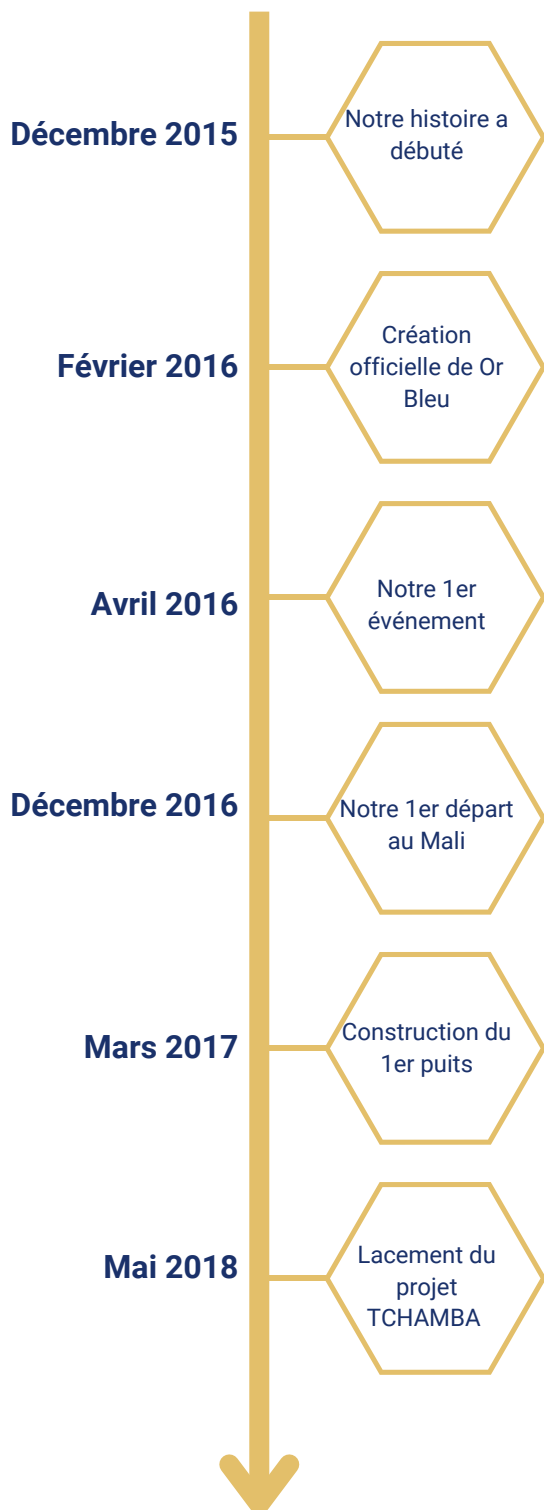 Décembre 2015
Notre histoire a
débuté
Février 2016
Création
officielle de Or
Bleu
Avril 2016
Notre 1er
événement
Décembre 2016
Notre 1er départ
au Mali
Mars 2017
Construction du
1er puits
Mai 2018
Lacement du
projet
TCHAMBA